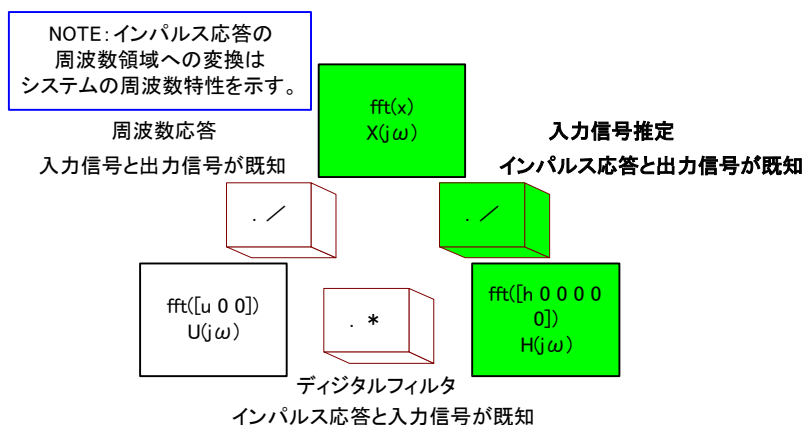 NOTE:インパルス応答の
周波数領域への変換は
システムの周波数特性を示す。
fft(x)
X(jω)
周波数応答
入力信号と出力信号が既知
入力信号推定
インパルス応答と出力信号が既知
. ／
. ／
fft([u 0 0])
U(jω)
. *
fft([h 0 0 0 0
0])
H(jω)
ディジタルフィルタ
インパルス応答と入力信号が既知